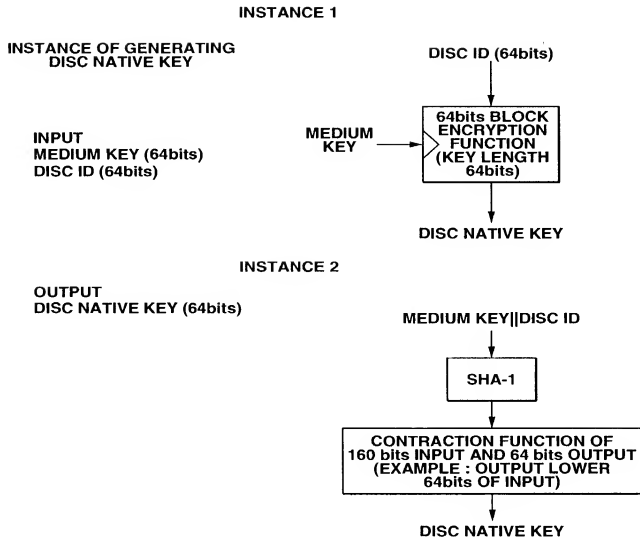 INSTANCE 1
INSTANCE OF GENERATING
DISC NATIVE KEY
DISC ID (64bits)
INPUT
MEDIUM KEY (64bits)
DISC ID (64bits)
MEDIUM
KEY
64bits BLOCK
ENCRYPTION
FUNCTION
(KEY LENGTH
64bits)
DISC NATIVE KEY
INSTANCE 2
OUTPUT
DISC NATIVE KEY (64bits)
MEDIUM KEY||DISC ID
SHA-1
CONTRACTION FUNCTION OF
160 bits INPUT AND 64 bits OUTPUT
(EXAMPLE : OUTPUT LOWER
64bits OF INPUT)
DISC NATIVE KEY